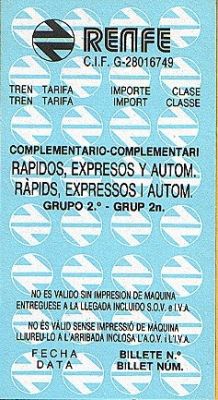 RENFE
C.I.F. G-28016749
TREN TARIFA IMPORTE CLASE
TREN TARIFA IMPORT CLASSE
COMPLEMENTARIO-COMPLEMENTARI
RAPIDOS, EXPRESOS Y AUTOM.
RÀPIDS, EXPRESSOS I AUTOM.
GRUPO 2.º - GRUP 2n.
NO ES VALIDO SIN IMPRESION DE MAQUINA
ENTREGUESE A LA LLEGADA INCLUIDO S.O.V. e I.V.A.
NO ÉS VÀLID SENSE IMPRESSIÓ DE MÀQUINA
LLIUREU-LO A L'ARRIBADA INCLOSA L'A.O.V. i L'I.V.A.
FECHA BILLETE N.º
DATA BILLET NÚM.